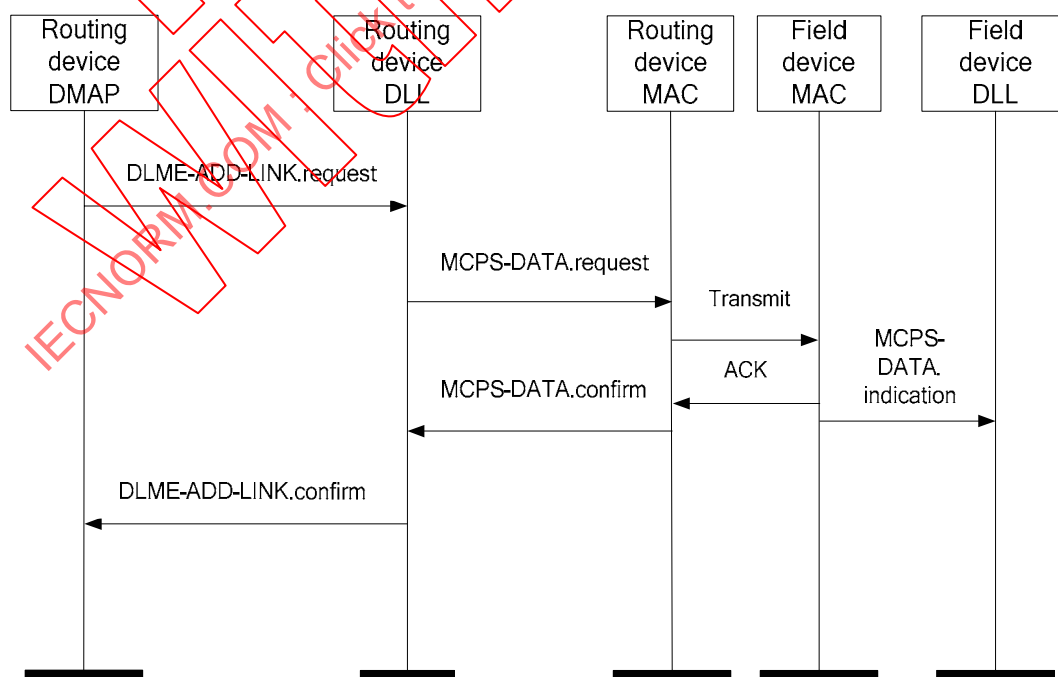 Routing
device
DMAP
Routing
device
DLL
Routing
device
MAC
Field
device
MAC
Field
device
DLL
DLME-ADD-LINK.request
MCPS-DATA.request
Transmit
MCPS-
DATA.
indication
ACK
MCPS-DATA.confirm
DLME-ADD-LINK.confirm
IECNORM.COM : Click t